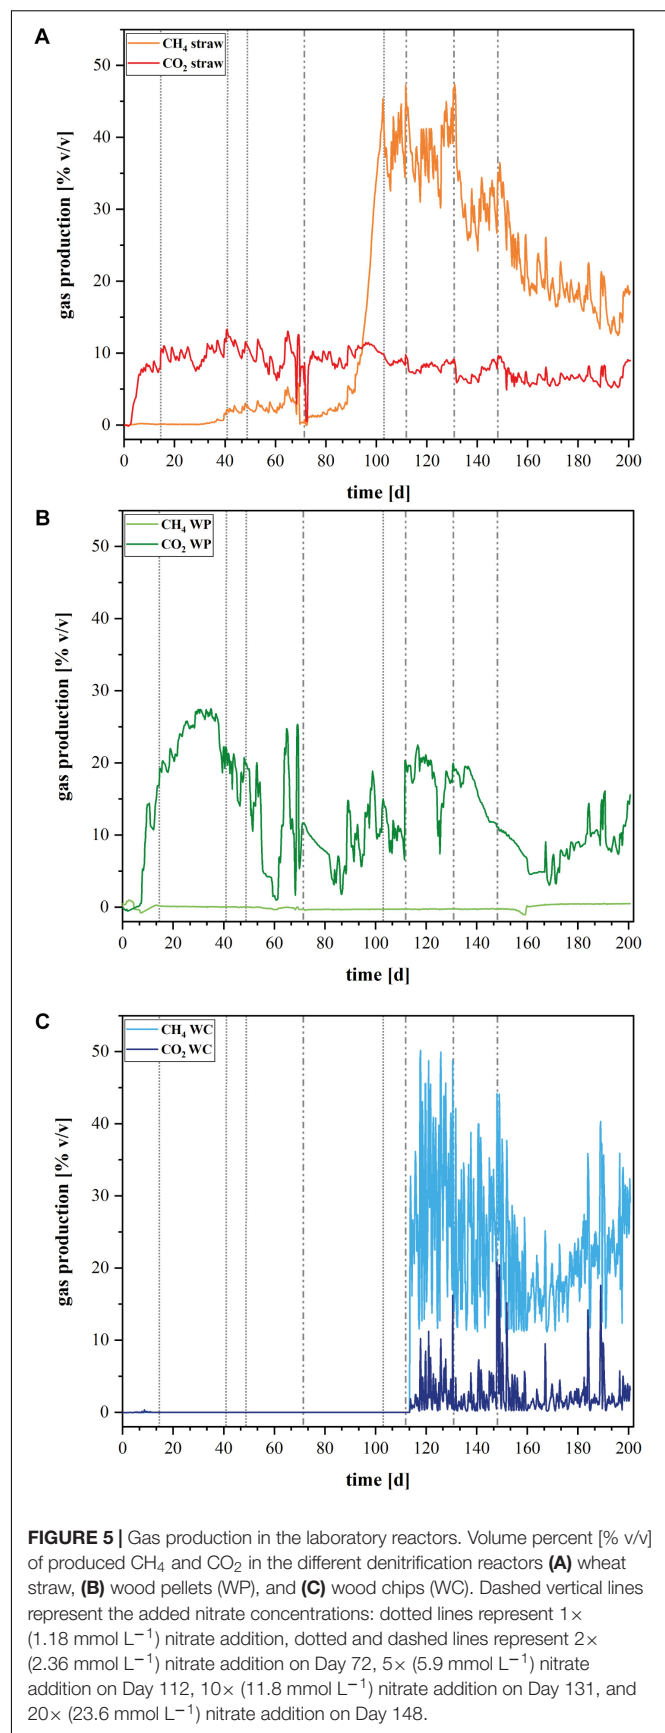 A
CH₄ straw
CO₂ straw
50
40
30
20
10
0
gas production [% v/v]
0 20 40 60 80 100 120 140 160 180 200
time [d]
B
CH₄ WP
CO₂ WP
50
40
30
20
10
0
gas production [% v/v]
0 20 40 60 80 100 120 140 160 180 200
time [d]
C
CH₄ WC
CO₂ WC
50
40
30
20
10
0
gas production [% v/v]
0 20 40 60 80 100 120 140 160 180 200
time [d]
FIGURE 5 | Gas production in the laboratory reactors. Volume percent [% v/v]
of produced CH₄ and CO₂ in the different denitrification reactors (A) wheat
straw, (B) wood pellets (WP), and (C) wood chips (WC). Dashed vertical lines
represent the added nitrate concentrations: dotted lines represent 1×
(1.18 mmol L⁻¹) nitrate addition, dotted and dashed lines represent 2×
(2.36 mmol L⁻¹) nitrate addition on Day 72, 5× (5.9 mmol L⁻¹) nitrate
addition on Day 112, 10× (11.8 mmol L⁻¹) nitrate addition on Day 131, and
20× (23.6 mmol L⁻¹) nitrate addition on Day 148.